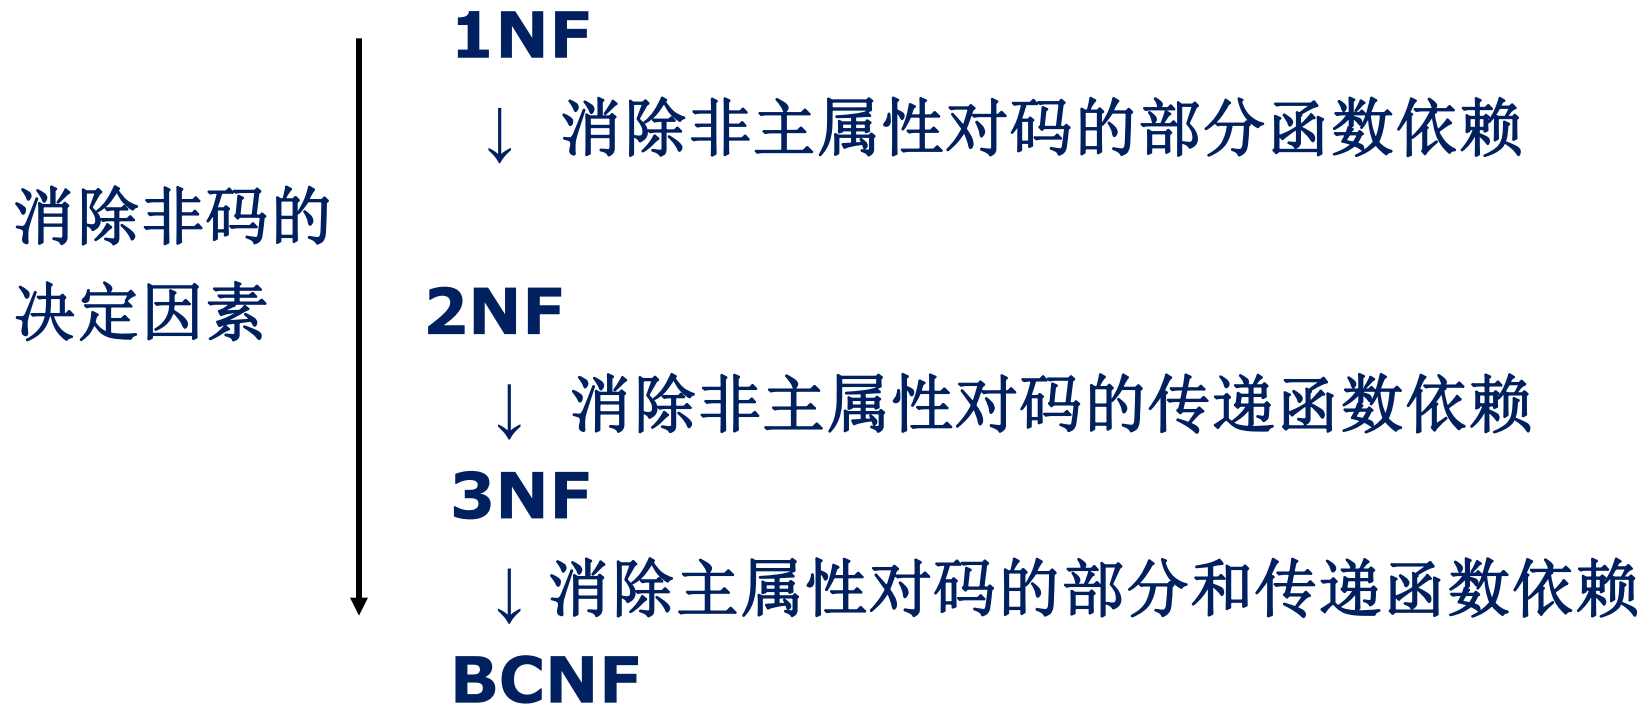 1NF
↓ 消除非主属性对码的部分函数依赖
消除非码的
决定因素
2NF
↓ 消除非主属性对码的传递函数依赖
3NF
↓ 消除主属性对码的部分和传递函数依赖
BCNF